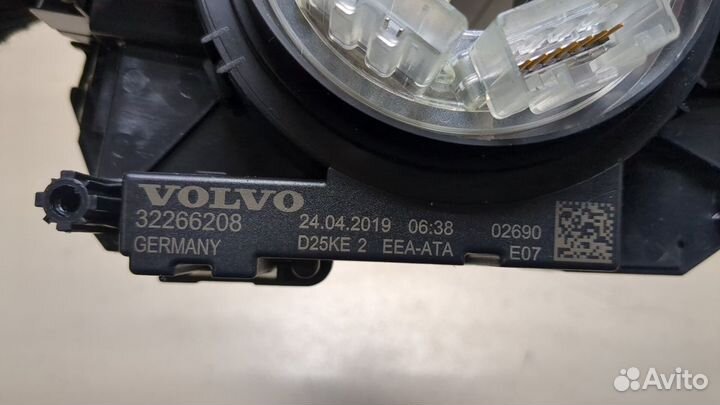 VOLVO
32266208 24.04.2019 06:38 02690
GERMANY D25KE 2 EEA-ATA E07
Avito